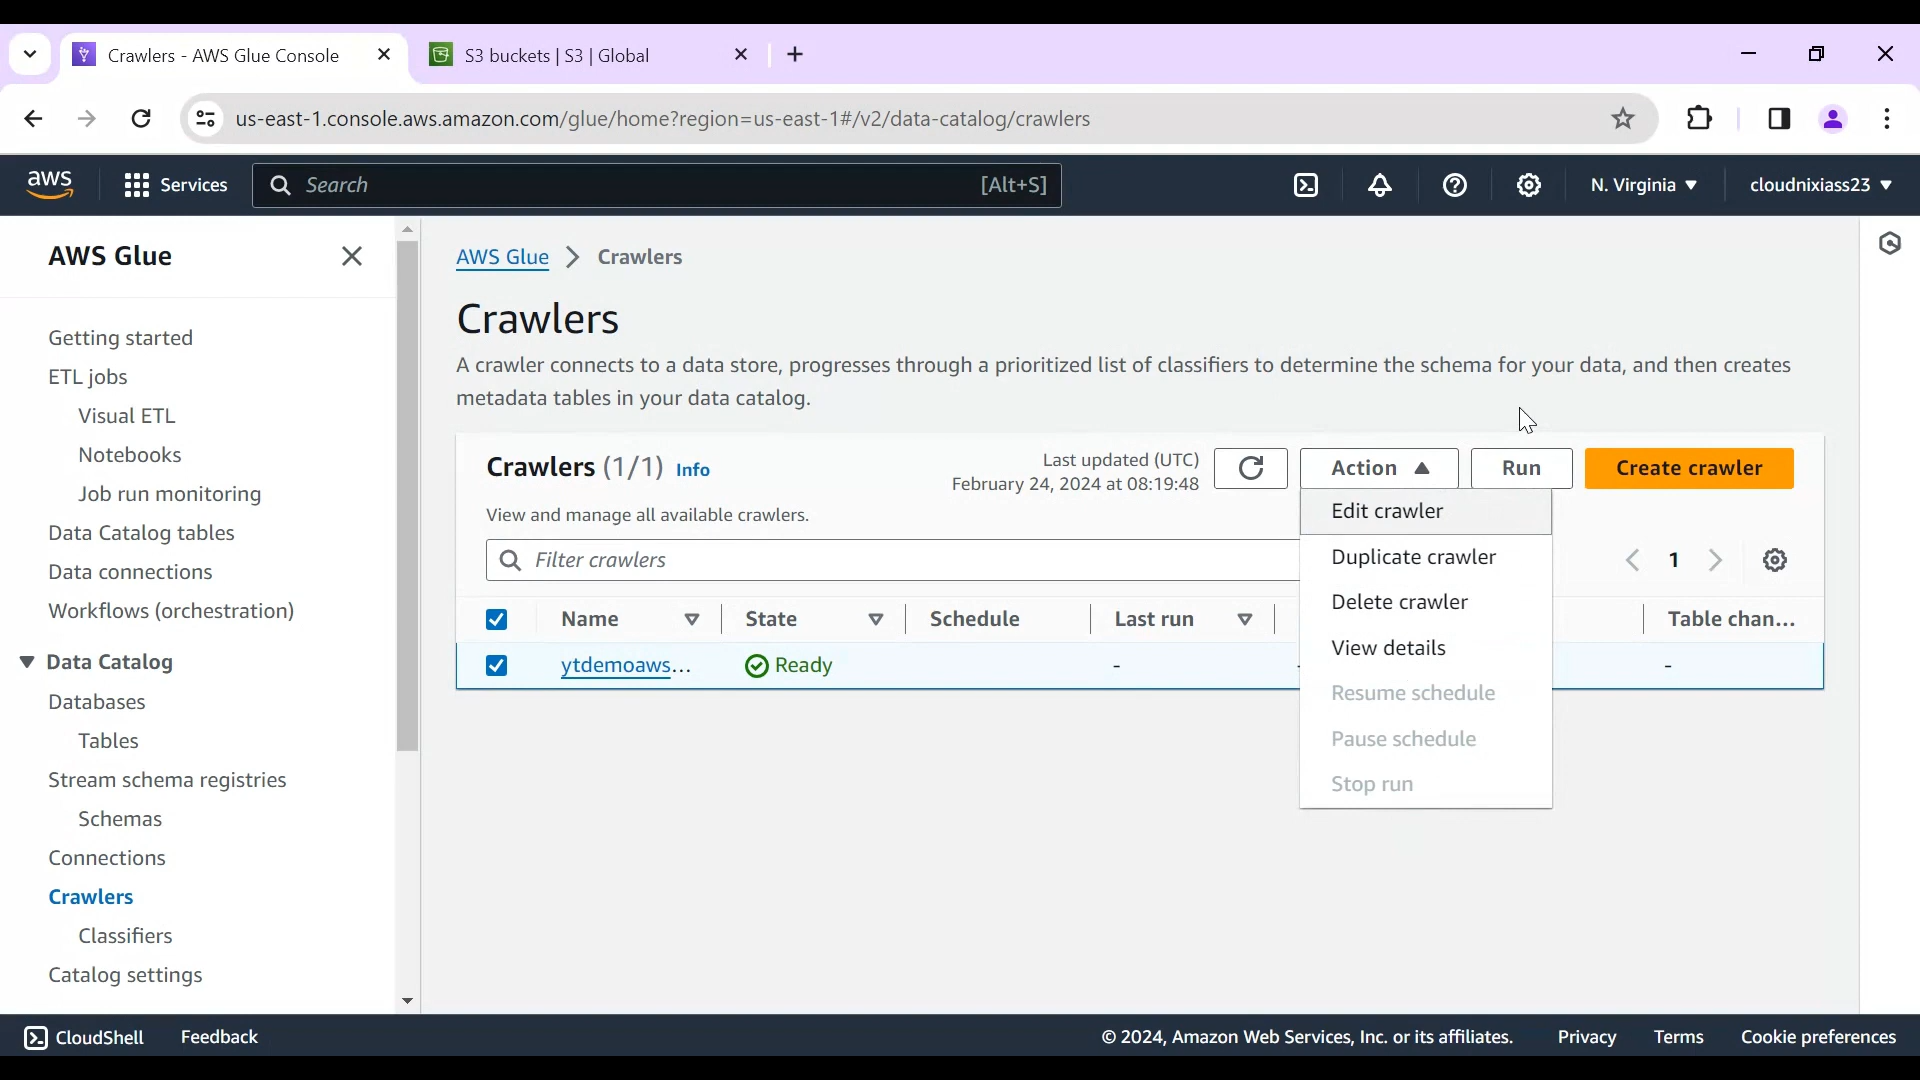 Crawlers - AWS Glue Console
S3 buckets | S3 | Global
us-east-1.console.aws.amazon.com/glue/home?region=us-east-1#/v2/data-catalog/crawlers
aws
Services
Search
[Alt+S]
N. Virginia
cloudnixiass23
AWS Glue
Getting started
ETL jobs
Visual ETL
Notebooks
Job run monitoring
Data Catalog tables
Data connections
Workflows (orchestration)
Data Catalog
Databases
Tables
Stream schema registries
Schemas
Connections
Crawlers
Classifiers
Catalog settings
AWS Glue
Crawlers
Crawlers
A crawler connects to a data store, progresses through a prioritized list of classifiers to determine the schema for your data, and then creates
metadata tables in your data catalog.
Crawlers (1/1) Info
Last updated (UTC)
February 24, 2024 at 08:19:48
Action
Run
Create crawler
View and manage all available crawlers.
Filter crawlers
1
Edit crawler
Duplicate crawler
Delete crawler
View details
Resume schedule
Pause schedule
Stop run
Name
State
Schedule
Last run
Table chan...
ytdemoaws...
Ready
-
-
CloudShell
Feedback
© 2024, Amazon Web Services, Inc. or its affiliates.
Privacy
Terms
Cookie preferences